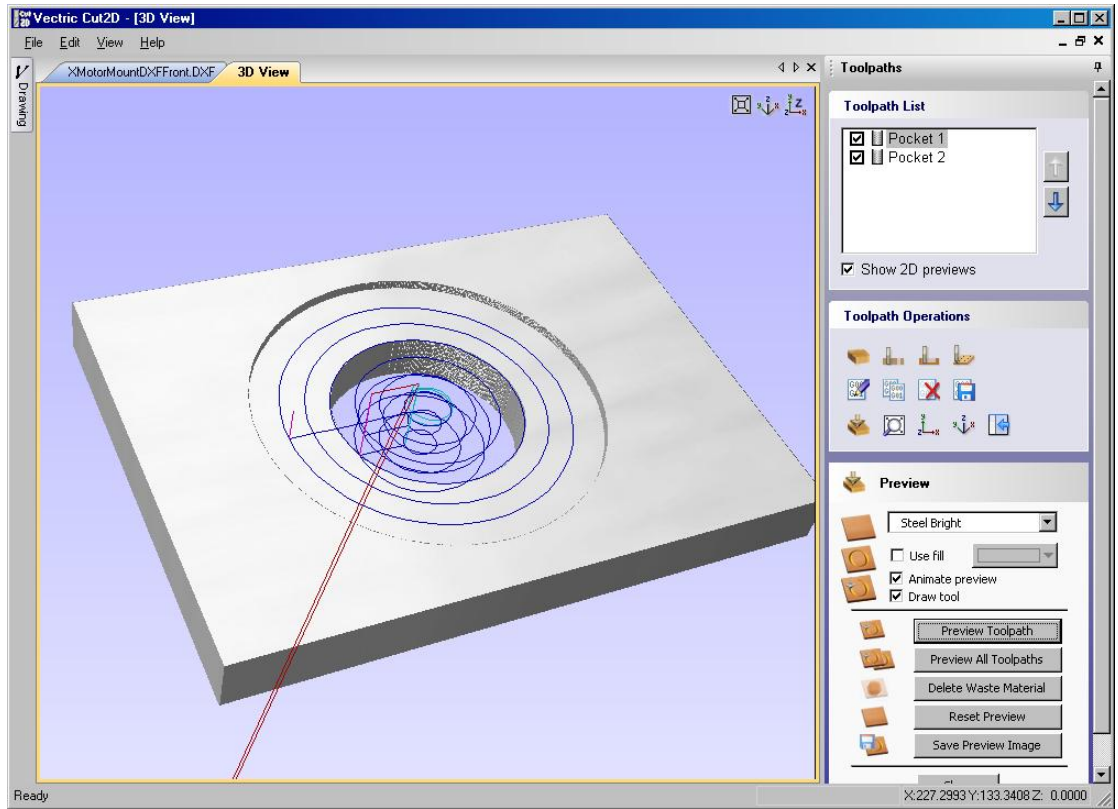 Vectric Cut2D - [3D View]
File Edit View Help
XMotorMountDXFFront.DXF 3D View
Toolpaths
Drawing
Toolpath List
Pocket 1
Pocket 2
Show 2D previews
Toolpath Operations
Preview
Steel Bright
Use fill
Animate preview
Draw tool
Preview Toolpath
Preview All Toolpaths
Delete Waste Material
Reset Preview
Save Preview Image
Ready
X:227.2993 Y:133.3408 Z: 0.0000